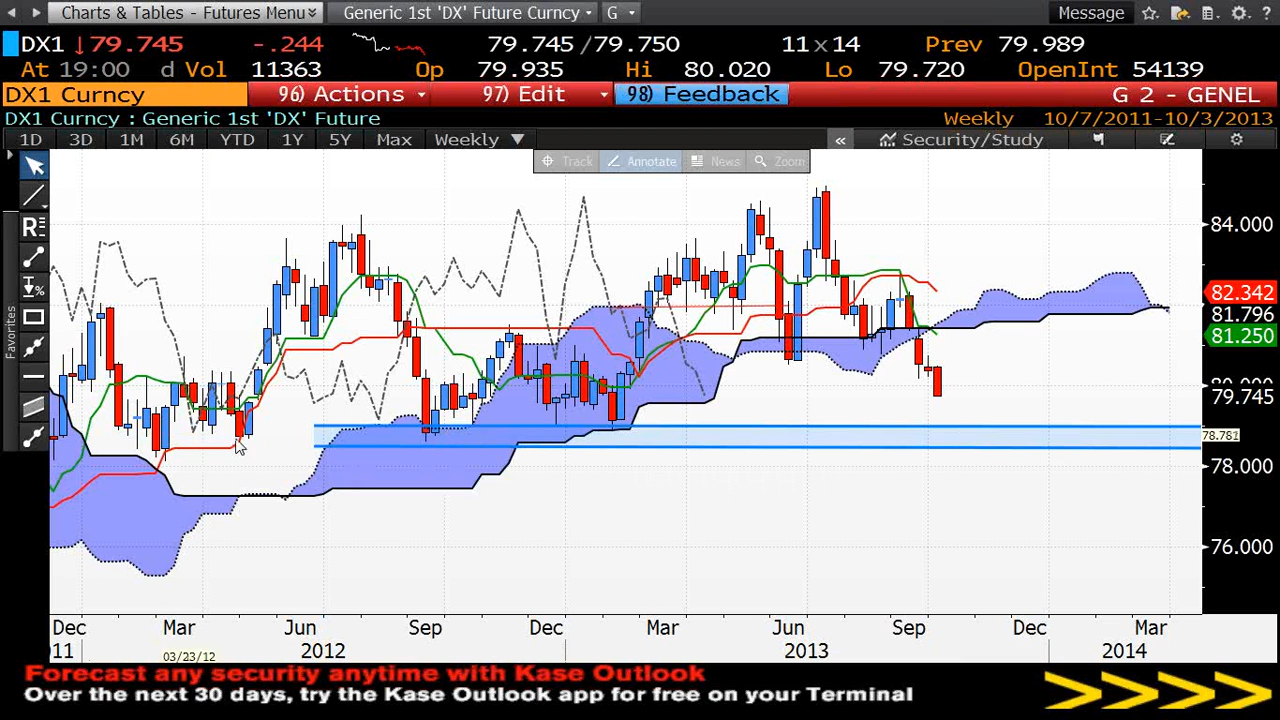 Charts & Tables - Futures Menu Generic 1st 'DX' Future Curncy G Message ?
DX1 ↓79.745 -.244 79.745/79.750 11x14 Prev 79.989
At 19:00 d Vol 11363 Op 79.935 Hi 80.020 Lo 79.720 OpenInt 54139
DX1 Curncy 96) Actions 97) Edit 98) Feedback G 2 - GENEL
DX1 Curncy : Generic 1st 'DX' Future Weekly 10/7/2011-10/3/2013
1D 3D 1M 6M YTD 1Y 5Y Max Weekly « Security/Study
Track Annotate News Zoom
R
%
Favorites
84.000
82.342
81.796
81.250
79.745
78.761
78.000
76.000
Dec Mar Jun Sep Dec Mar Jun Sep Dec Mar
011 03/23/12 2012 2013 2014
Forecast any security anytime with Kase Outlook
Over the next 30 days, try the Kase Outlook app for free on your Terminal